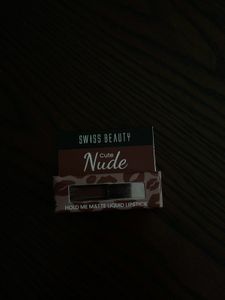 SWISS BEAUTY
Cute
Nude
HOLD ME MATTE LIQUID LIPSTICK